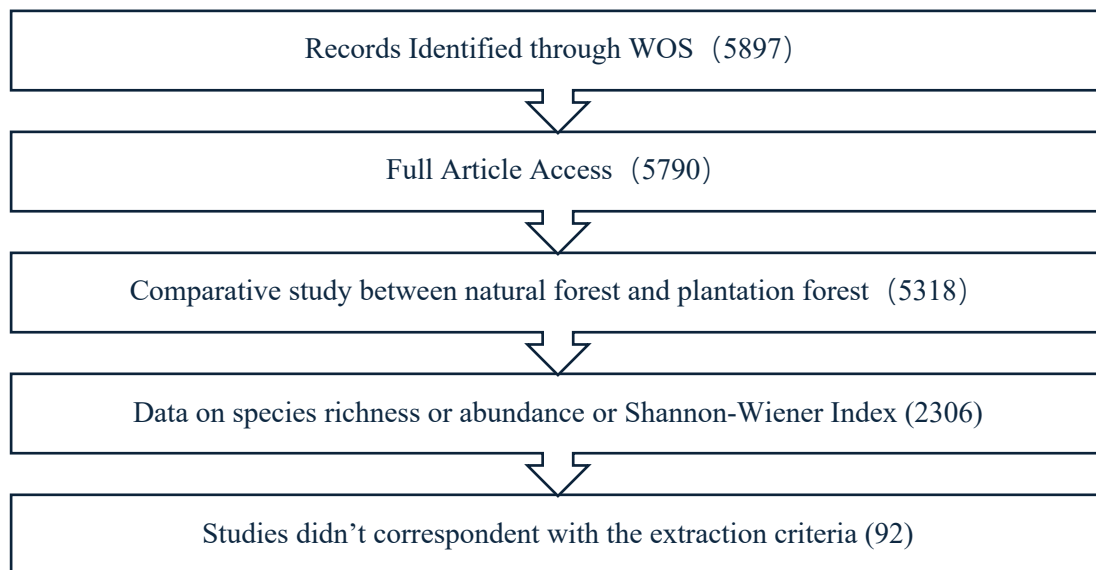 Records Identified through WOS（5897）
Full Article Access（5790）
Comparative study between natural forest and plantation forest（5318）
Data on species richness or abundance or Shannon-Wiener Index (2306)
Studies didn’t correspondent with the extraction criteria (92)